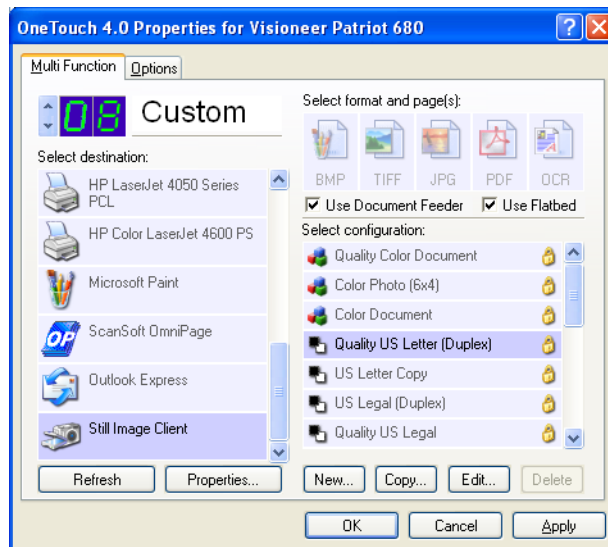 OneTouch 4.0 Properties for Visioneer Patriot 680
Multi Function
Options
08
Custom
Select destination:
HP LaserJet 4050 Series
PCL
HP Color LaserJet 4600 PS
Microsoft Paint
OP
ScanSoft OmniPage
Outlook Express
Still Image Client
Refresh
Properties...
Select format and page(s):
BMP
TIFF
JPG
PDF
OCR
Use Document Feeder
Use Flatbed
Select configuration:
Quality Color Document
Color Photo (6x4)
Color Document
Quality US Letter (Duplex)
US Letter Copy
US Legal (Duplex)
Quality US Legal
New...
Copy...
Edit...
Delete
OK
Cancel
Apply